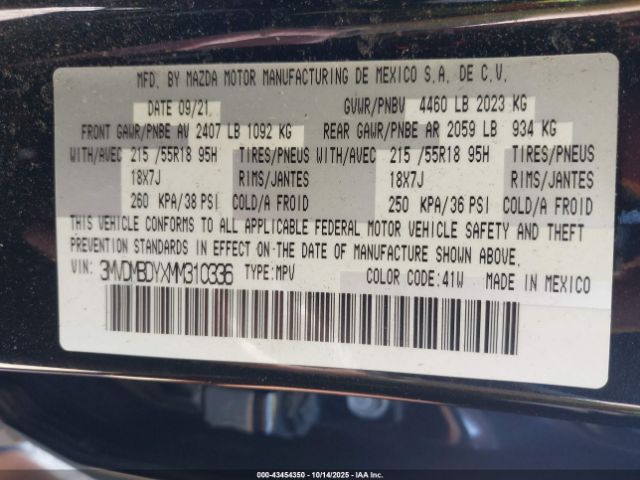 MFD. BY MAZDA MOTOR MANUFACTURING DE MEXICO S.A. DE C.V.
DATE 09/21 GVWR/PNBV 4460 LB 2023 KG
FRONT GAWR/PNBE AV 2407 LB 1092 KG REAR GAWR/PNBE AR 2059 LB 934 KG
WITH/AVEC 215 /55R18 95H TIRES/PNEUS WITH/AVEC 215 /55R18 95H TIRES/PNEUS
18X7J RIMS/JANTES 18X7J RIMS/JANTES
260 KPA/38 PSI COLD/A FROID 250 KPA/36 PSI COLD/A FROID
THIS VEHICLE CONFORMS TO ALL APPLICABLE FEDERAL MOTOR VEHICLE SAFETY AND THEFT
PREVENTION STANDARDS IN EFFECT ON-THE DATE OF MANUFACTURE SHOWN ABOVE.
VIN: 3MVDMBDYXMM310336 TYPE:MPV COLOR CODE:41W MADE IN MEXICO
000-43454350 | 10/14/2025 | IAA Inc.